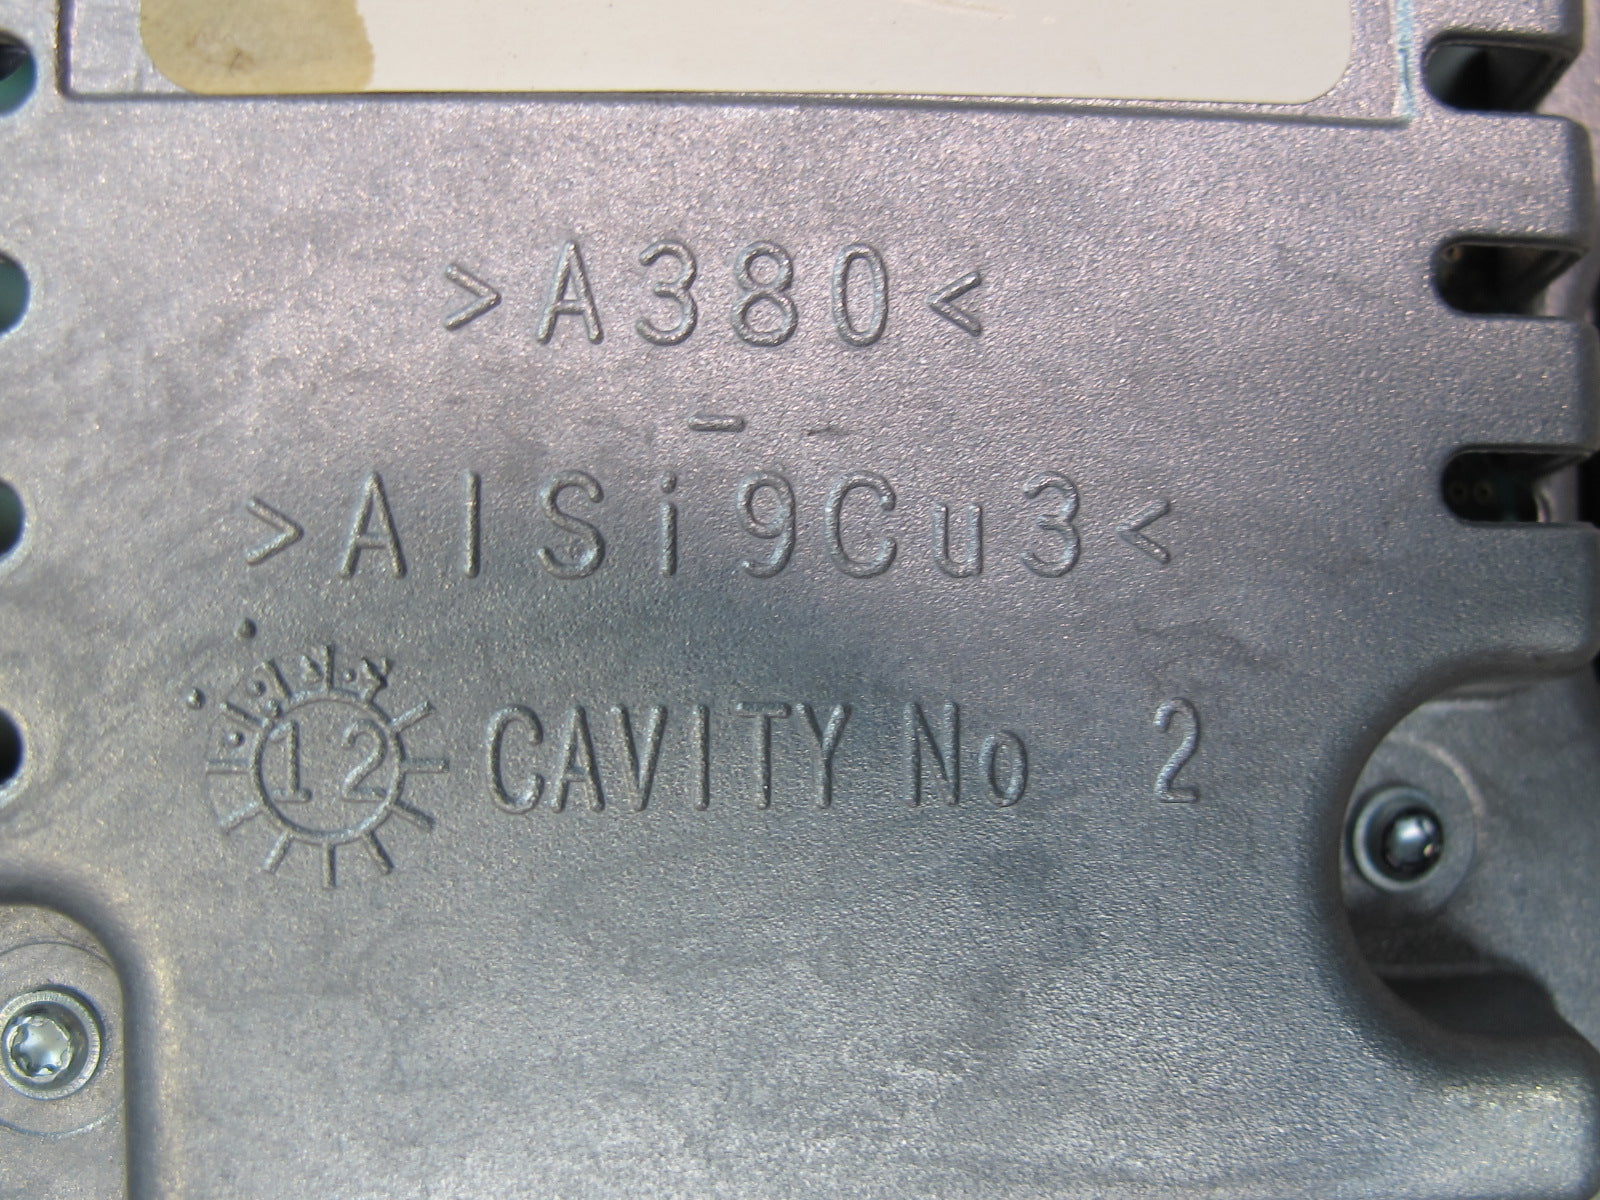 >A380<
-
>AlSi9Cu3<
12 CAVITY No 2